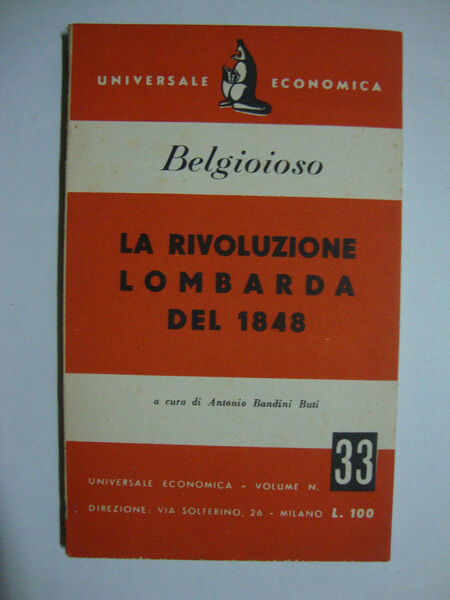 UNIVERSALE ECONOMICA
Belgioioso
LA RIVOLUZIONE
LOMBARDA
DEL 1848
a cura di Antonio Bandini Buti
33
UNIVERSALE ECONOMICA - VOLUME N.
DIREZIONE: VIA SOLFERINO, 26 - MILANO L. 100